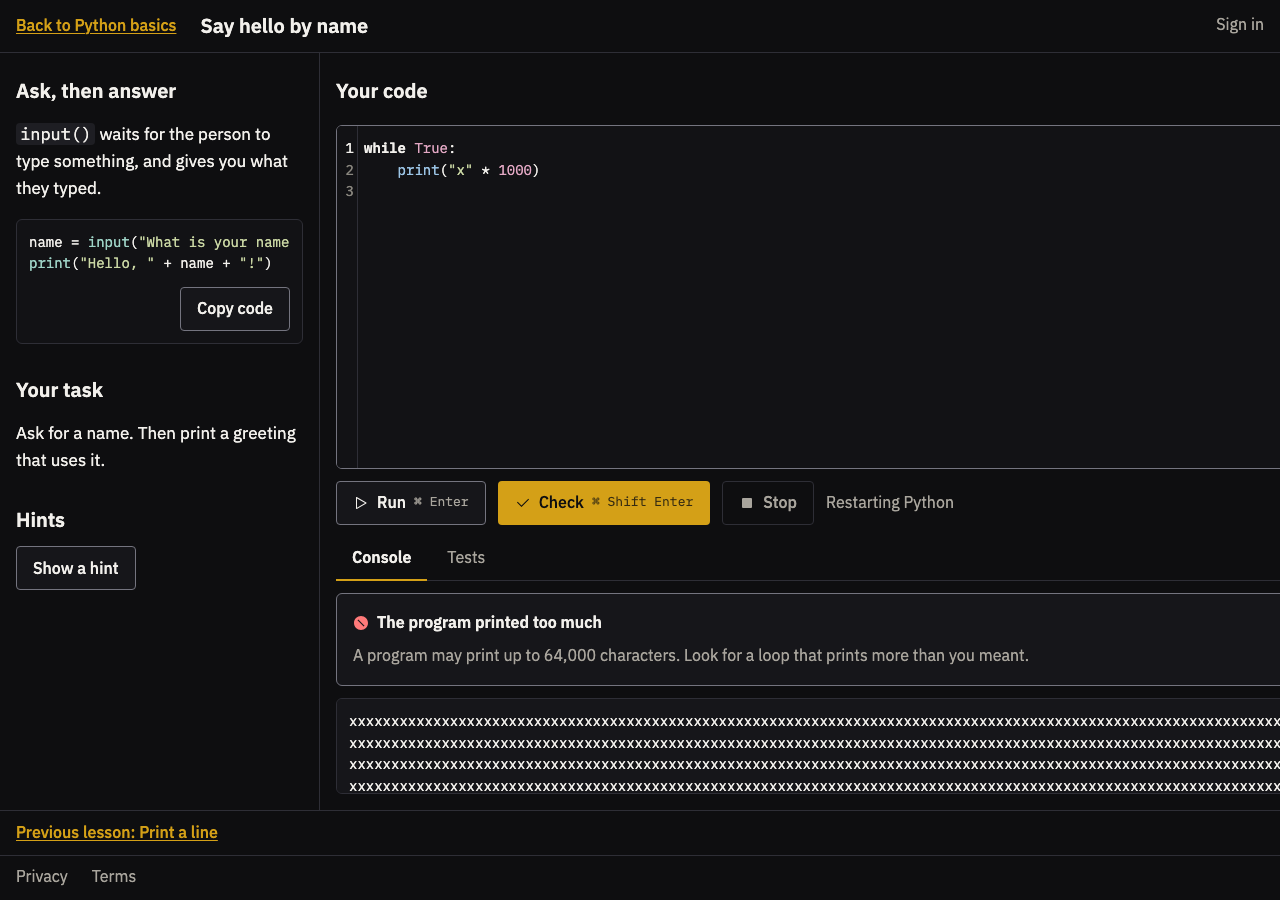 Back to Python basics
Say hello by name
Sign in
Ask, then answer
input() waits for the person to
type something, and gives you what
they typed.
name = input("What is your name
print("Hello, " + name + "!")
Copy code
Your task
Ask for a name. Then print a greeting
that uses it.
Hints
Show a hint
Your code
1 while True:
2     print("x" * 1000)
3
Run ⌘ Enter
Check ⌘ Shift Enter
Stop
Restarting Python
Console
Tests
The program printed too much
A program may print up to 64,000 characters. Look for a loop that prints more than you meant.
xxxxxxxxxxxxxxxxxxxxxxxxxxxxxxxxxxxxxxxxxxxxxxxxxxxxxxxxxxxxxxxxxxxxxxxxxxxxxxxxxxxxxxxxxxxxxxxxxxxxxxxxxxxxxxx
xxxxxxxxxxxxxxxxxxxxxxxxxxxxxxxxxxxxxxxxxxxxxxxxxxxxxxxxxxxxxxxxxxxxxxxxxxxxxxxxxxxxxxxxxxxxxxxxxxxxxxxxxxxxxxx
xxxxxxxxxxxxxxxxxxxxxxxxxxxxxxxxxxxxxxxxxxxxxxxxxxxxxxxxxxxxxxxxxxxxxxxxxxxxxxxxxxxxxxxxxxxxxxxxxxxxxxxxxxxxxxx
xxxxxxxxxxxxxxxxxxxxxxxxxxxxxxxxxxxxxxxxxxxxxxxxxxxxxxxxxxxxxxxxxxxxxxxxxxxxxxxxxxxxxxxxxxxxxxxxxxxxxxxxxxxxxxx
Previous lesson: Print a line
Privacy
Terms